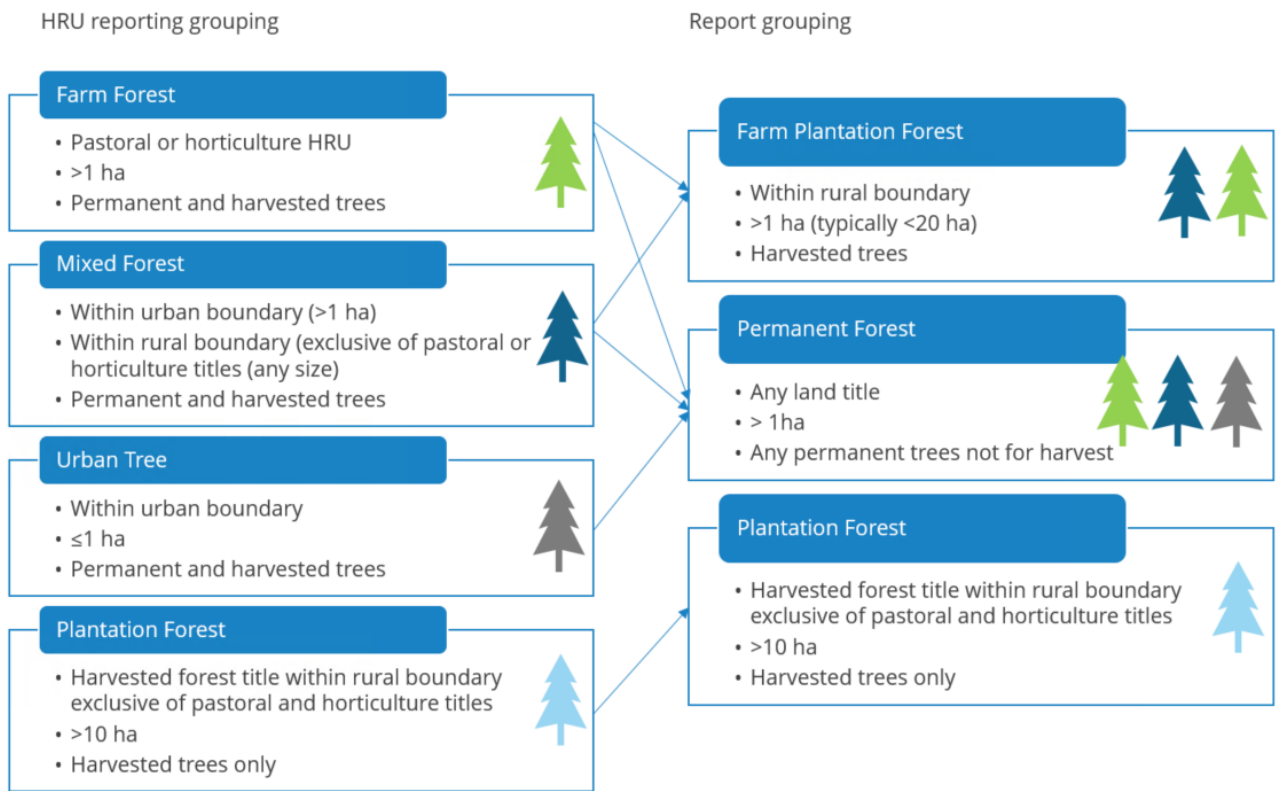 HRU reporting grouping
Farm Forest
• Pastoral or horticulture HRU
• >1 ha
• Permanent and harvested trees
Mixed Forest
• Within urban boundary (>1 ha)
• Within rural boundary (exclusive of pastoral or
horticulture titles (any size)
• Permanent and harvested trees
Urban Tree
• Within urban boundary
• ≤1 ha
• Permanent and harvested trees
Plantation Forest
• Harvested forest title within rural boundary
exclusive of pastoral and horticulture titles
• >10 ha
• Harvested trees only
Report grouping
Farm Plantation Forest
• Within rural boundary
• >1 ha (typically <20 ha)
• Harvested trees
Permanent Forest
• Any land title
• > 1ha
• Any permanent trees not for harvest
Plantation Forest
• Harvested forest title within rural boundary
exclusive of pastoral and horticulture titles
• >10 ha
• Harvested trees only